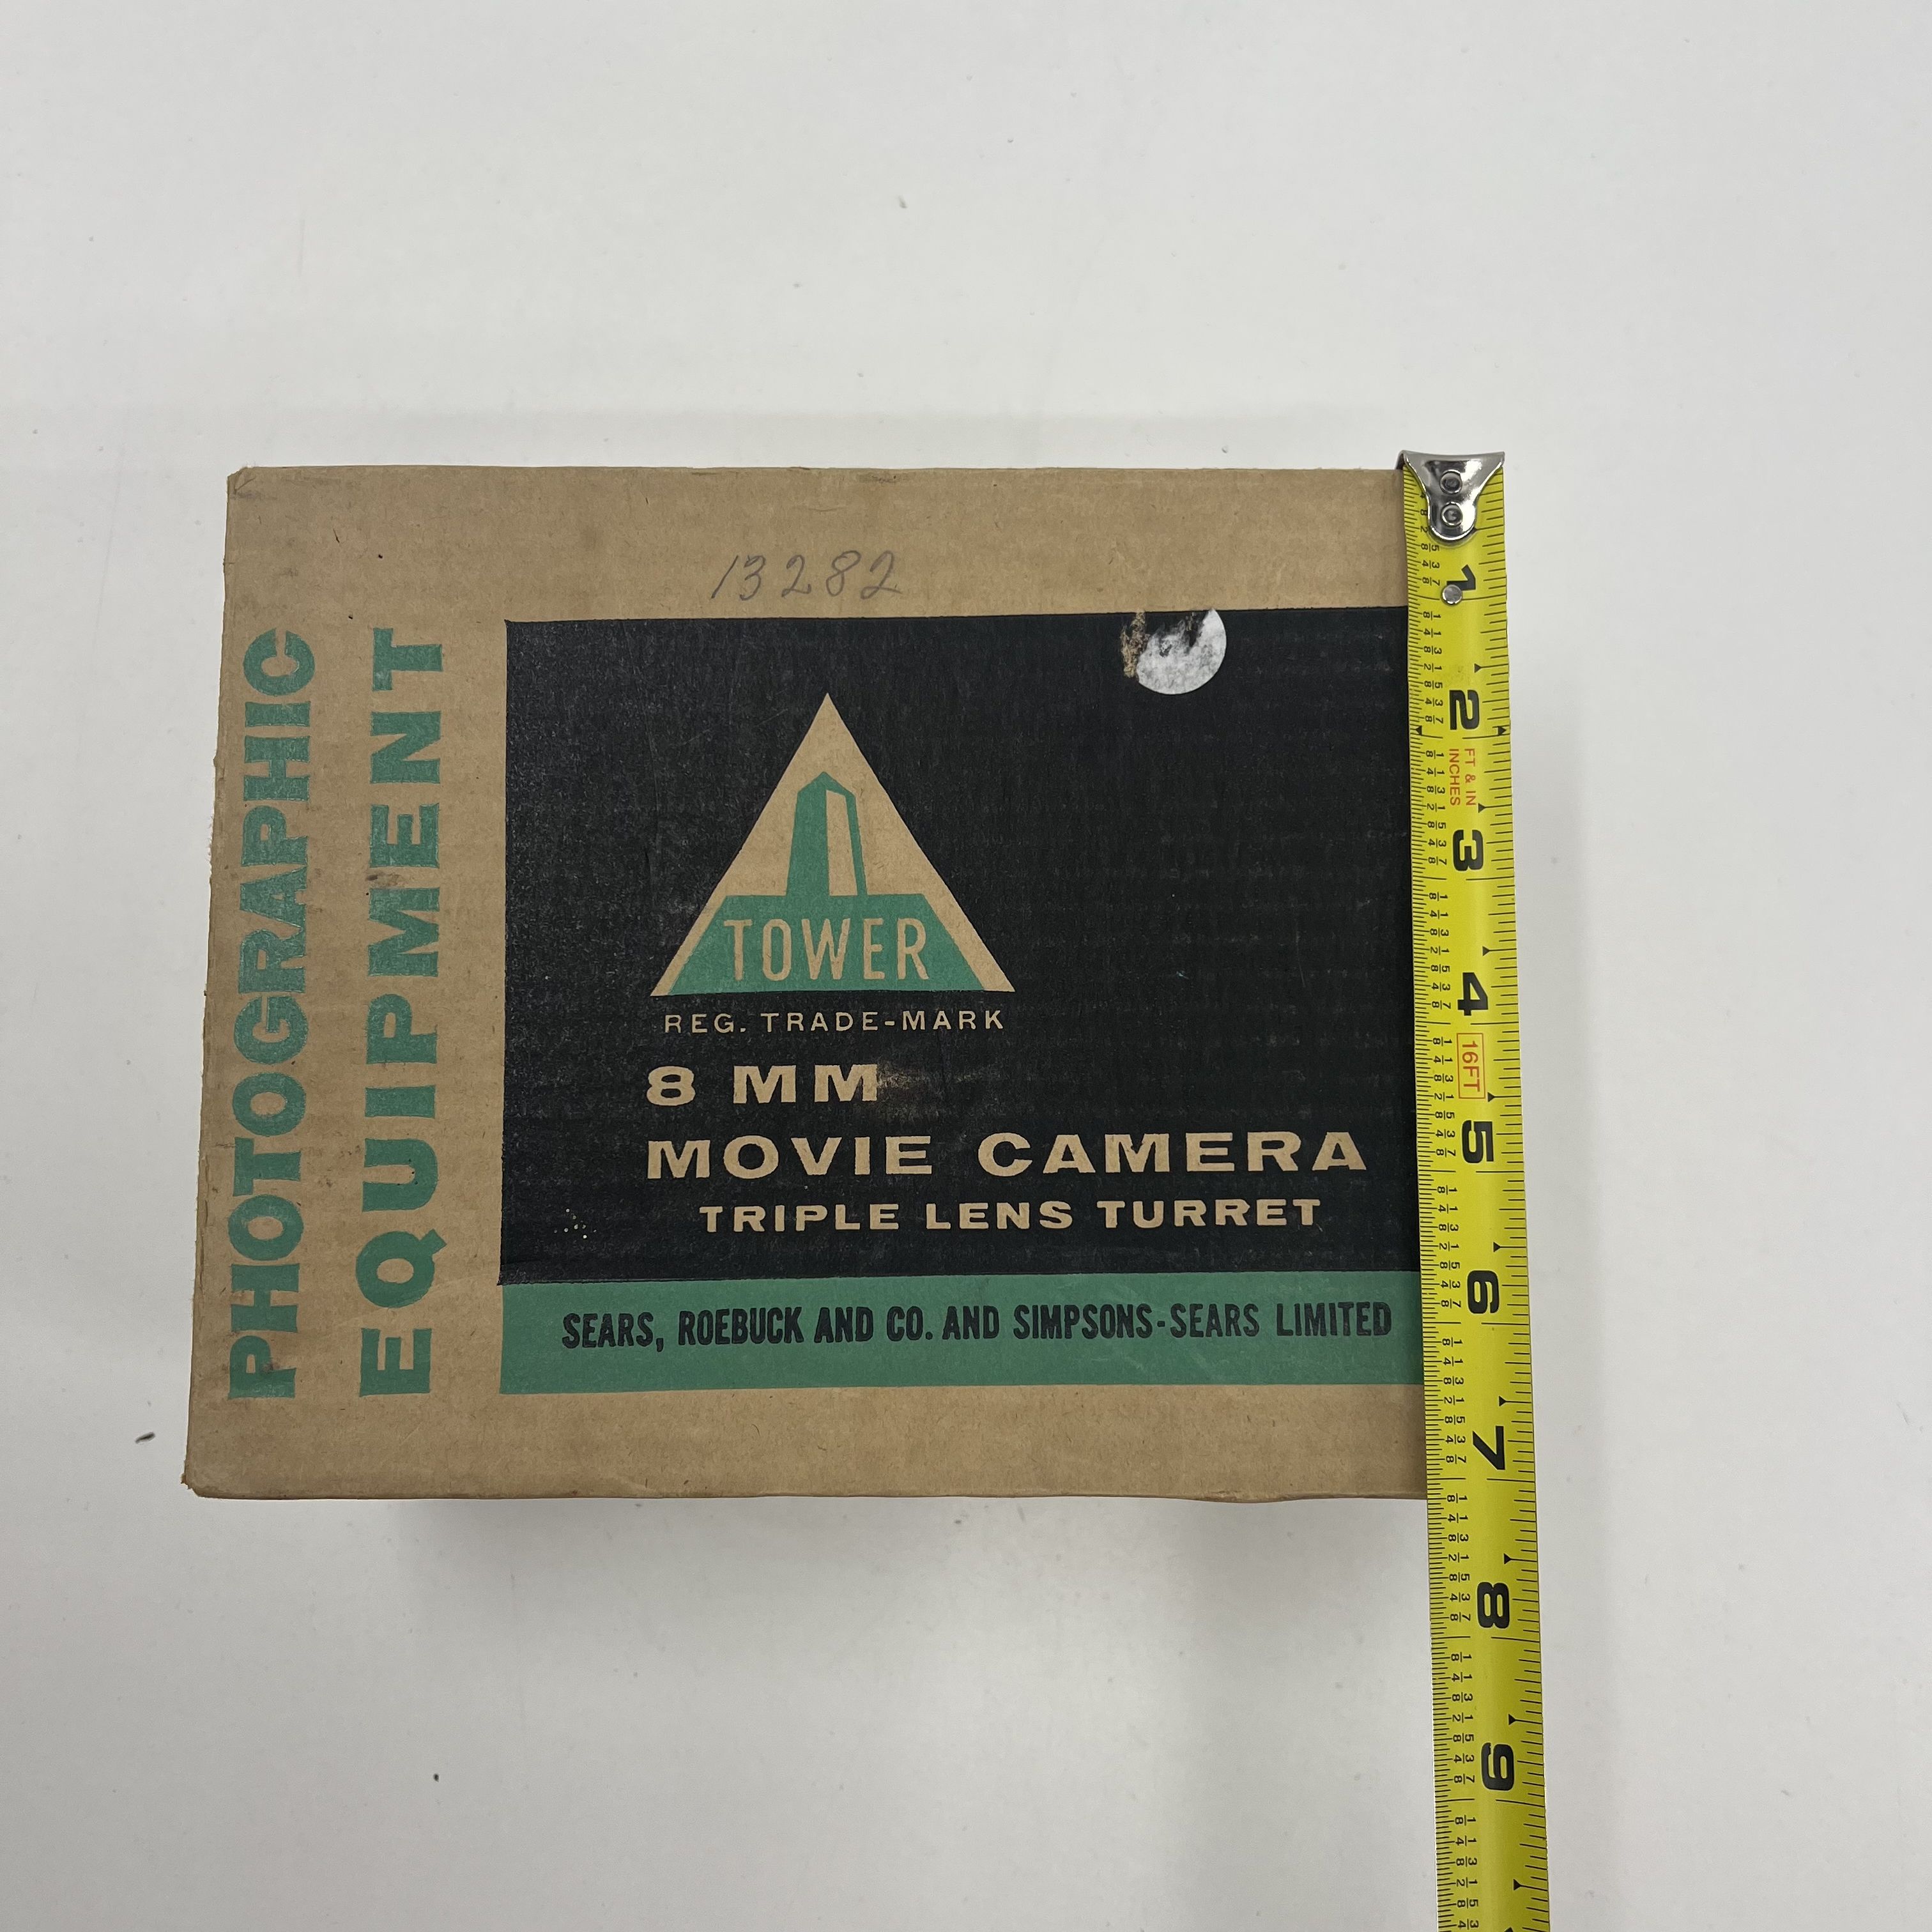 13282
PHOTOGRAPHIC
EQUIPMENT
TOWER
REG. TRADE-MARK
8 MM
MOVIE CAMERA
TRIPLE LENS TURRET
SEARS, ROEBUCK AND CO. AND SIMPSONS-SEARS LIMITED
1
2
FT & IN
INCHES
3
4
16FT
5
6
7
8
9